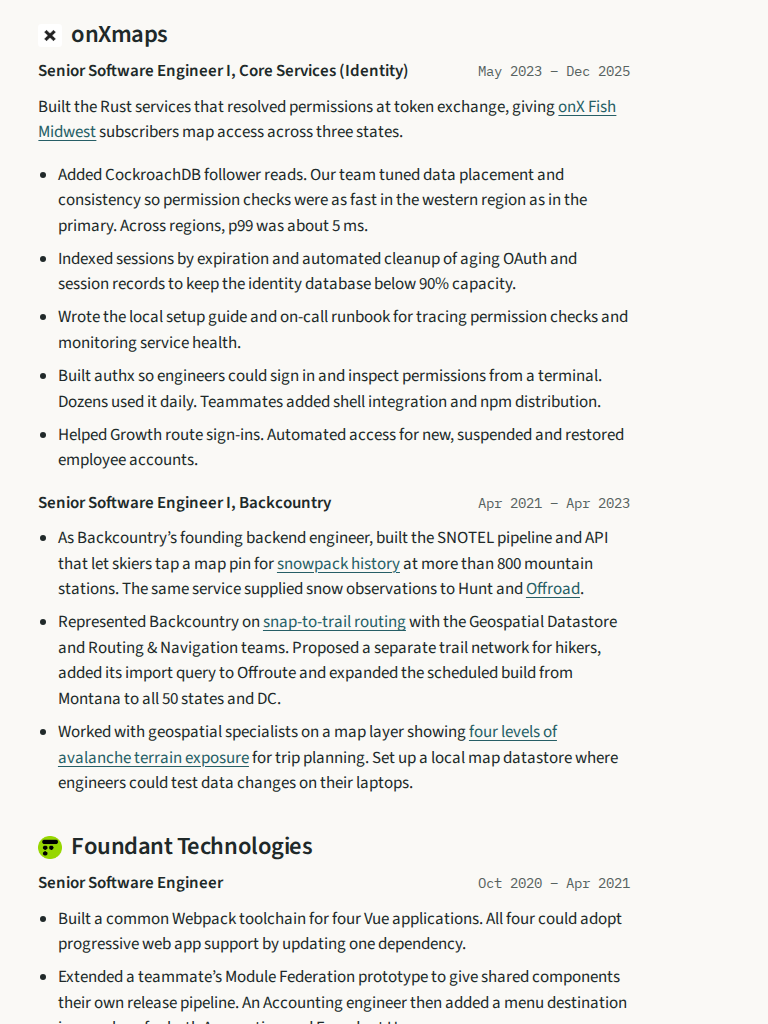 onXmaps
Senior Software Engineer I, Core Services (Identity) May 2023 – Dec 2025
Built the Rust services that resolved permissions at token exchange, giving onX Fish
Midwest subscribers map access across three states.
• Added CockroachDB follower reads. Our team tuned data placement and
consistency so permission checks were as fast in the western region as in the
primary. Across regions, p99 was about 5 ms.
• Indexed sessions by expiration and automated cleanup of aging OAuth and
session records to keep the identity database below 90% capacity.
• Wrote the local setup guide and on-call runbook for tracing permission checks and
monitoring service health.
• Built authx so engineers could sign in and inspect permissions from a terminal.
Dozens used it daily. Teammates added shell integration and npm distribution.
• Helped Growth route sign-ins. Automated access for new, suspended and restored
employee accounts.
Senior Software Engineer I, Backcountry Apr 2021 – Apr 2023
• As Backcountry’s founding backend engineer, built the SNOTEL pipeline and API
that let skiers tap a map pin for snowpack history at more than 800 mountain
stations. The same service supplied snow observations to Hunt and Offroad.
• Represented Backcountry on snap-to-trail routing with the Geospatial Datastore
and Routing & Navigation teams. Proposed a separate trail network for hikers,
added its import query to Offroute and expanded the scheduled build from
Montana to all 50 states and DC.
• Worked with geospatial specialists on a map layer showing four levels of
avalanche terrain exposure for trip planning. Set up a local map datastore where
engineers could test data changes on their laptops.
Foundant Technologies
Senior Software Engineer Oct 2020 – Apr 2021
• Built a common Webpack toolchain for four Vue applications. All four could adopt
progressive web app support by updating one dependency.
• Extended a teammate’s Module Federation prototype to give shared components
their own release pipeline. An Accounting engineer then added a menu destination